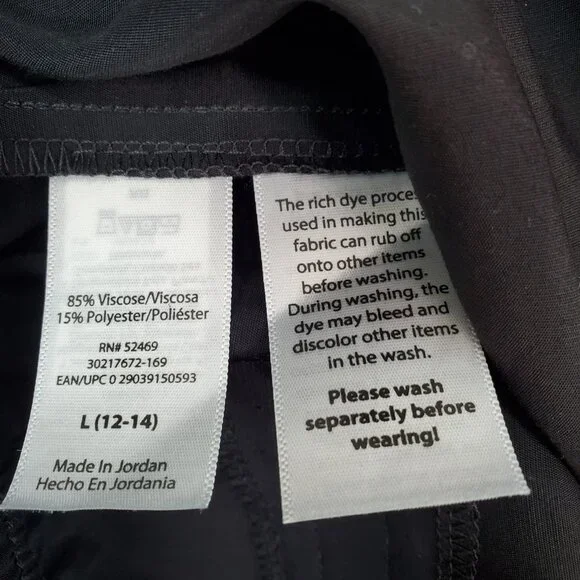 85% Viscose/Viscosa
15% Polyester/Poliéster
RN# 52469
30217672-169
EAN/UPC 0 29039150593
L (12-14)
Made In Jordan
Hecho En Jordania
The rich dye proce
used in making this
fabric can rub off
onto other items
before washing.
During washing, the
dye may bleed and
discolor other items
in the wash.
Please wash
separately before
wearing!